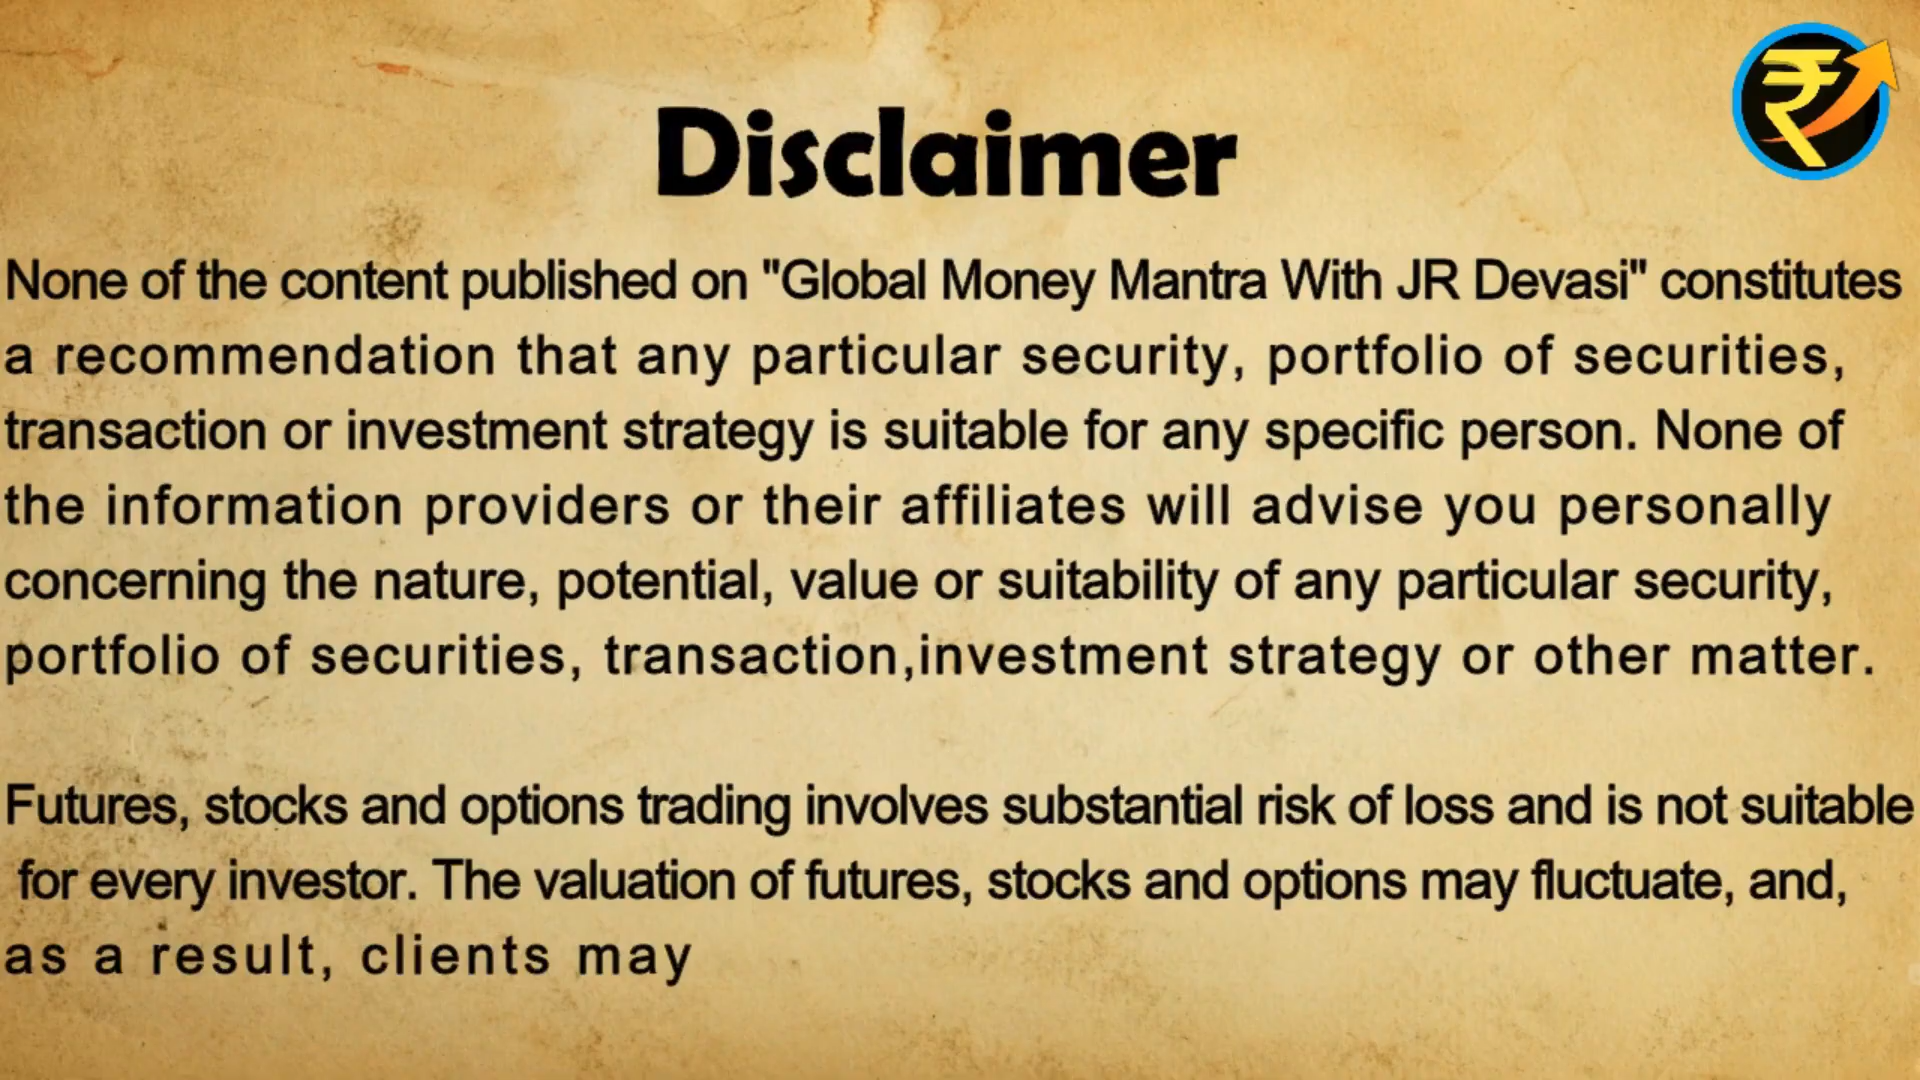 Disclaimer
None of the content published on "Global Money Mantra With JR Devasi" constitutes
a recommendation that any particular security, portfolio of securities,
transaction or investment strategy is suitable for any specific person. None of
the information providers or their affiliates will advise you personally
concerning the nature, potential, value or suitability of any particular security,
portfolio of securities, transaction,investment strategy or other matter.
Futures, stocks and options trading involves substantial risk of loss and is not suitable
for every investor. The valuation of futures, stocks and options may fluctuate, and,
as a result, clients may